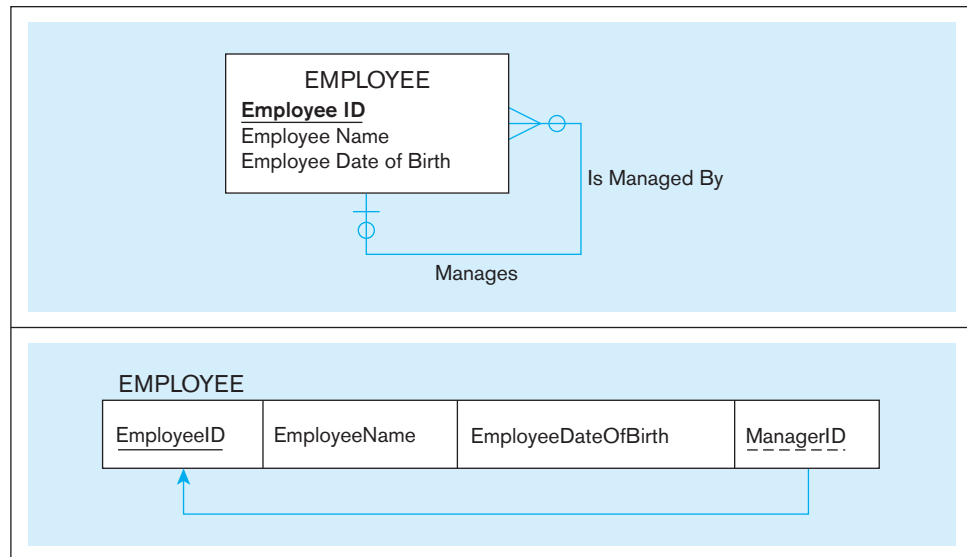 EMPLOYEE
Employee ID
Employee Name
Employee Date of Birth
Is Managed By
Manages
EMPLOYEE
EmployeeID
EmployeeName
EmployeeDateOfBirth
ManagerID